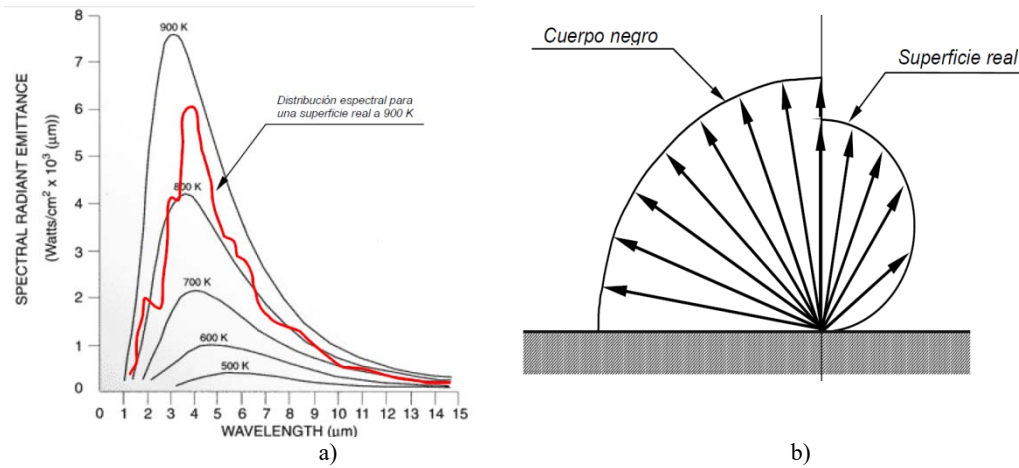 SPECTRAL RADIANT EMITTANCE
(Watts/cm² x 10³ (μm)
8
7
6
5
4
3
2
1
0
900 K
Distribución espectral para
una superficie real a 900 K
800 K
700 K
600 K
500 K
0 1 2 3 4 5 6 7 8 9 10 11 12 13 14 15
WAVELENGTH (μm)
a)
Cuerpo negro
Superficie real
b)